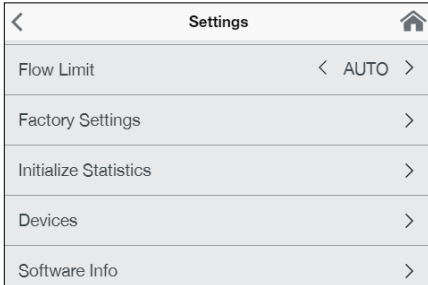 Settings
Flow Limit AUTO
Factory Settings
Initialize Statistics
Devices
Software Info